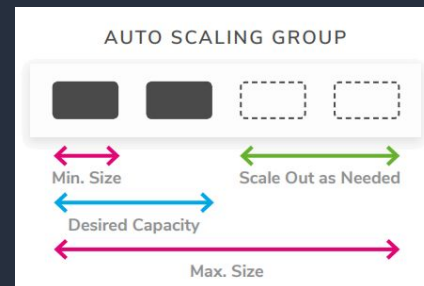 AUTO SCALING GROUP
Min. Size
Scale Out as Needed
Desired Capacity
Max. Size